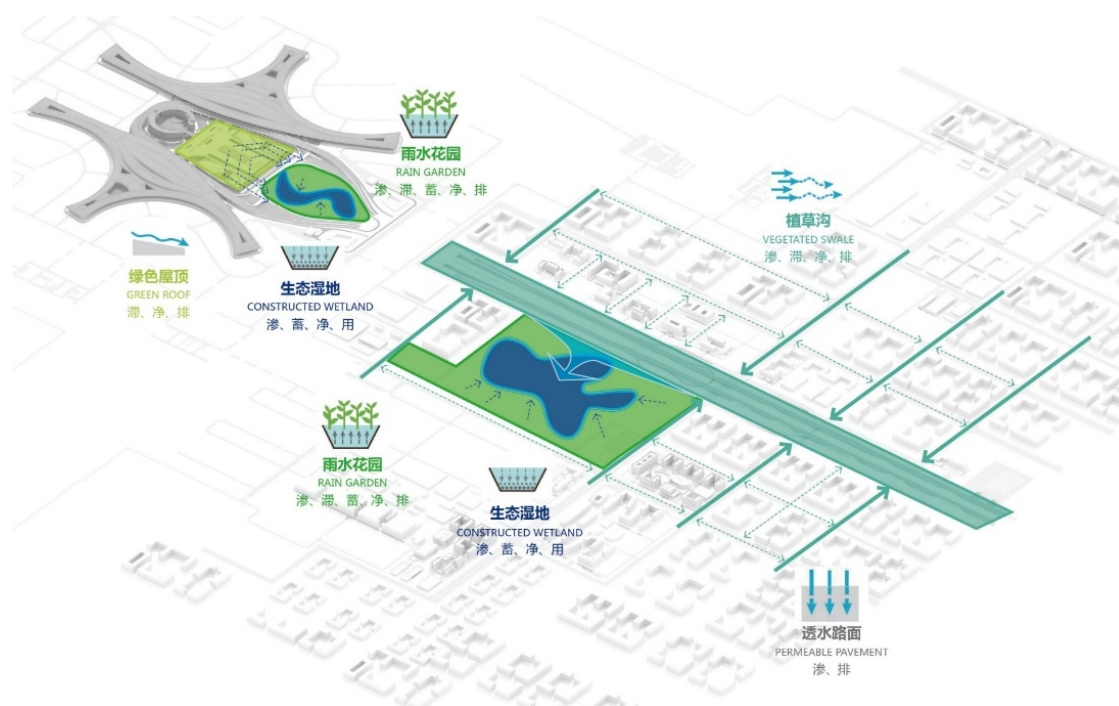 雨水花园
RAIN GARDEN
渗、滞、蓄、净、排
植草沟
VEGETATED SWALE
渗、滞、净、排
绿色屋顶
GREEN ROOF
滞、净、排
生态湿地
CONSTRUCTED WETLAND
渗、蓄、净、用
雨水花园
RAIN GARDEN
渗、滞、蓄、净、排
生态湿地
CONSTRUCTED WETLAND
渗、蓄、净、用
透水路面
PERMEABLE PAVEMENT
渗、排